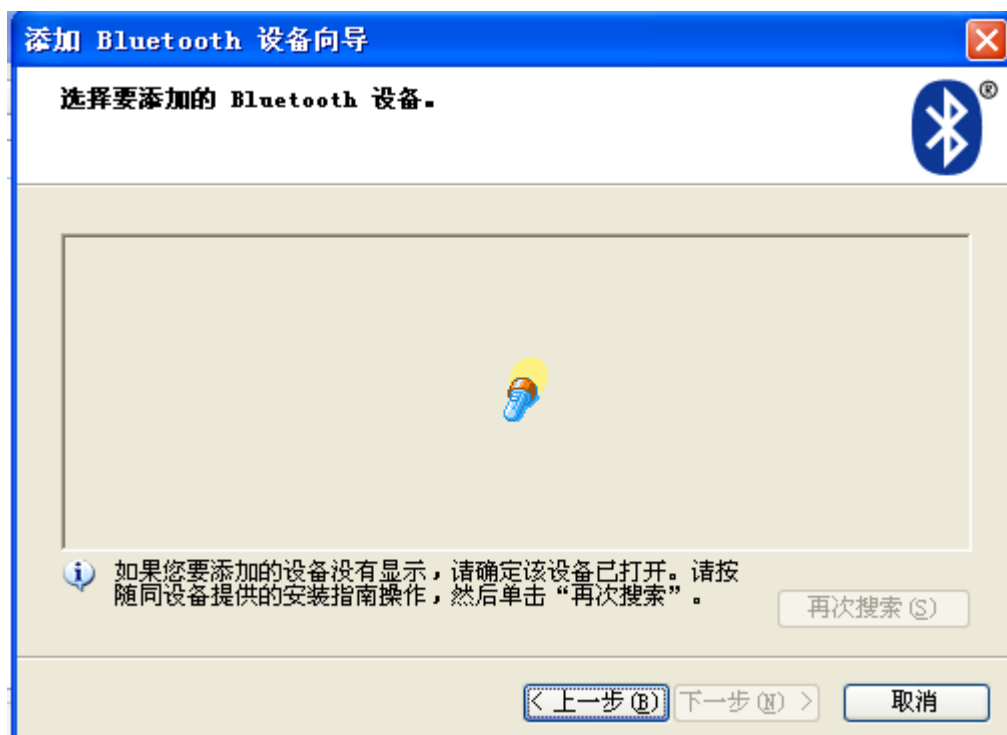 添加 Bluetooth 设备向导
选择要添加的 Bluetooth 设备。
®
如果您要添加的设备没有显示，请确定该设备已打开。请按
随同设备提供的安装指南操作，然后单击“再次搜索”。
再次搜索(S)
< 上一步(B)
下一步(N) >
取消